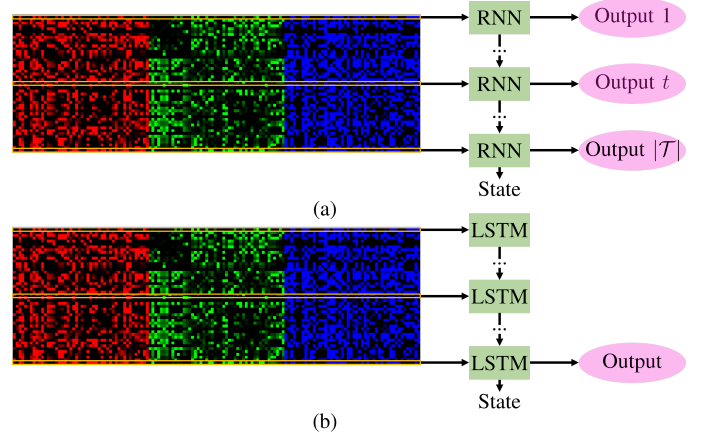 RNN Output 1
...
RNN Output t
...
RNN Output |𝒯|
State
(a)
LSTM
...
LSTM
...
LSTM Output
State
(b)